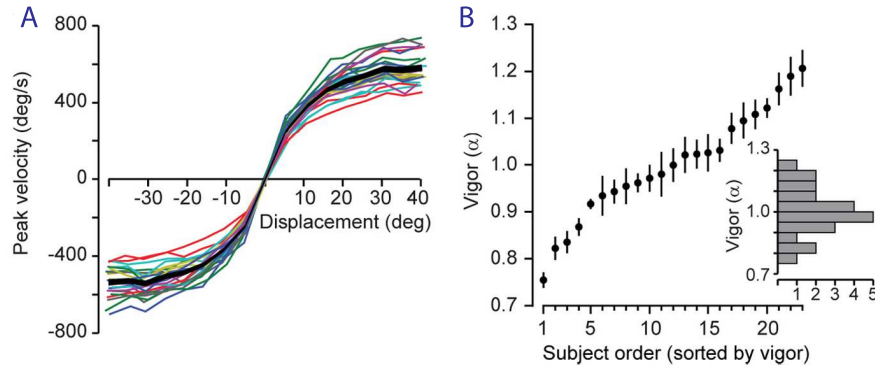 A
800
400
0
-400
-800
Peak velocity (deg/s)
-30 -20 -10
10 20 30 40
Displacement (deg)
B
1.3
1.2
1.1
1.0
0.9
0.8
0.7
Vigor (α)
1 5 10 15 20
Subject order (sorted by vigor)
1.3
1.0
0.7
Vigor (α)
1 2 3 4 5